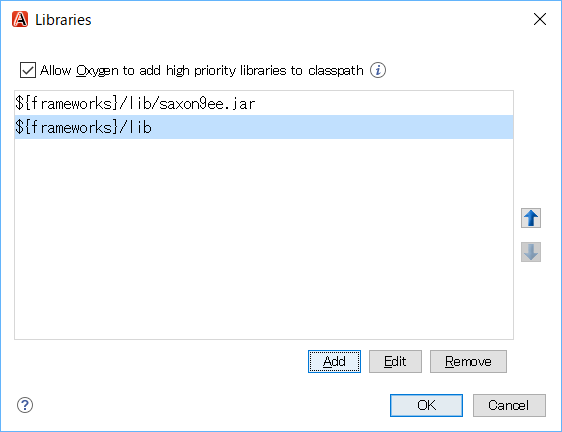 Libraries
Allow Oxygen to add high priority libraries to classpath
${frameworks}/lib/saxon9ee.jar
${frameworks}/lib
Add Edit Remove
OK Cancel